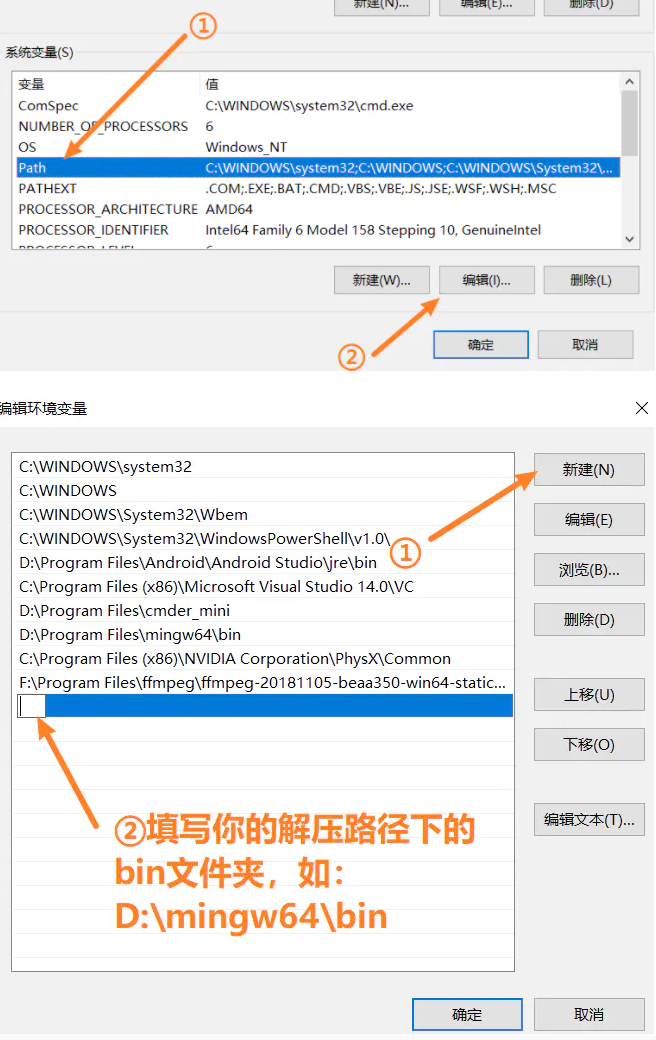 新建(N)... 编辑(E)... 删除(D)
①
系统变量(S)
变量 值
ComSpec C:\WINDOWS\system32\cmd.exe
NUMBER_OF_PROCESSORS 6
OS Windows_NT
Path C:\WINDOWS\system32;C:\WINDOWS;C:\WINDOWS\System32\...
PATHEXT .COM;.EXE;.BAT;.CMD;.VBS;.VBE;.JS;.JSE;.WSF;.WSH;.MSC
PROCESSOR_ARCHITECTURE AMD64
PROCESSOR_IDENTIFIER Intel64 Family 6 Model 158 Stepping 10, GenuineIntel
PROCESSOR_LEVEL 6
新建(W)... 编辑(I)... 删除(L)
②
确定 取消
编辑环境变量
C:\WINDOWS\system32
新建(N)
C:\WINDOWS
C:\WINDOWS\System32\Wbem
编辑(E)
C:\WINDOWS\System32\WindowsPowerShell\v1.0\
①
D:\Program Files\Android\Android Studio\jre\bin
浏览(B)...
C:\Program Files (x86)\Microsoft Visual Studio 14.0\VC
D:\Program Files\cmder_mini
删除(D)
D:\Program Files\mingw64\bin
C:\Program Files (x86)\NVIDIA Corporation\PhysX\Common
F:\Program Files\ffmpeg\ffmpeg-20181105-beaa350-win64-static...
上移(U)
下移(O)
编辑文本(T)...
②填写你的解压路径下的
bin文件夹，如：
D:\mingw64\bin
确定 取消